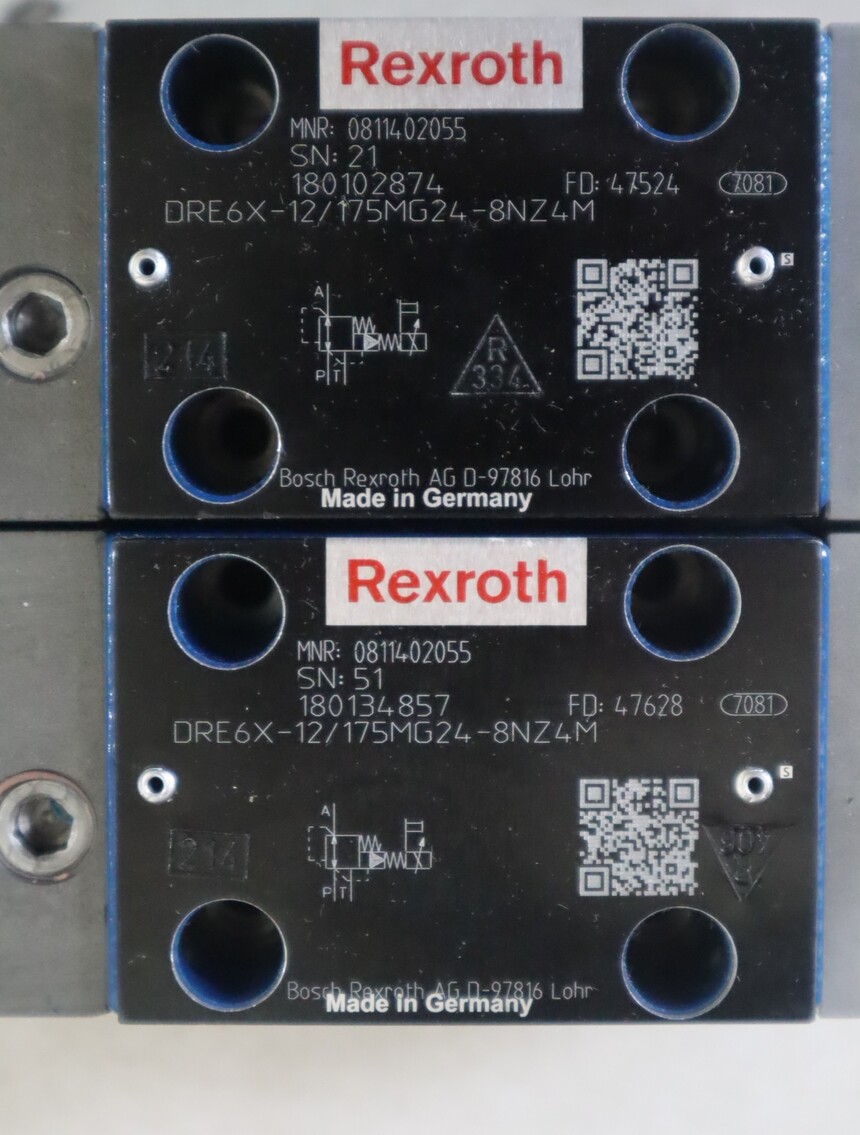 Rexroth
MNR: 0811402055
SN: 21
180102874 FD: 47524 7081
DRE6X-12/175MG24-8NZ4M
S
A
214
R
334
P T
Bosch Rexroth AG D-97816 Lohr
Made in Germany
Rexroth
MNR: 0811402055
SN: 51
180134857 FD: 47628 7081
DRE6X-12/175MG24-8NZ4M
S
A
214
P T
Bosch Rexroth AG D-97816 Lohr
Made in Germany